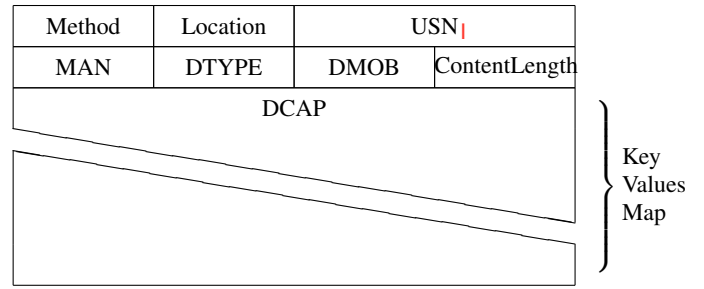 Method Location USN
MAN DTYPE DMOB ContentLength
DCAP
Key
Values
Map